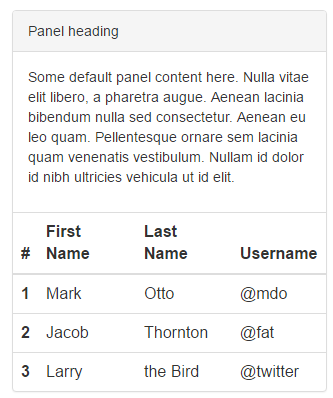 Panel heading
Some default panel content here. Nulla vitae
elit libero, a pharetra augue. Aenean lacinia
bibendum nulla sed consectetur. Aenean eu
leo quam. Pellentesque ornare sem lacinia
quam venenatis vestibulum. Nullam id dolor
id nibh ultricies vehicula ut id elit.
# First Name Last Name Username
1 Mark Otto @mdo
2 Jacob Thornton @fat
3 Larry the Bird @twitter